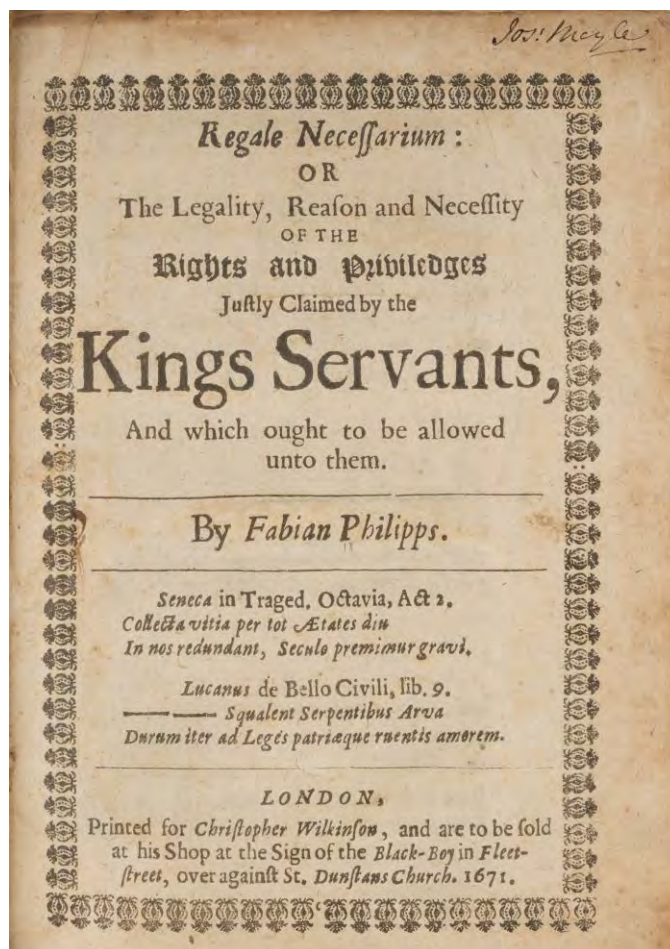 Jos: Mayle
Regale Neceſſarium :
OR
The Legality, Reaſon and Neceſſity
OF THE
Rights and Priviledges
Juſtly Claimed by the
Kings Servants,
And which ought to be allowed
unto them.
By Fabian Philipps.
Seneca in Traged. Octavia, Act 2.
Collecta vitia per tot Ætates diu
In nos redundant, Seculo premimur gravi.
Lucanus de Bello Civili, lib. 9.
—— —— Squalent Serpentibus Arva
Durum iter ad Leges patriæque ruentis amorem.
LONDON,
Printed for Chriſtopher Wilkinſon, and are to be ſold
at his Shop at the Sign of the Black-Boy in Fleet-
ſtreet, over againſt St. Dunſtans Church. 1671.